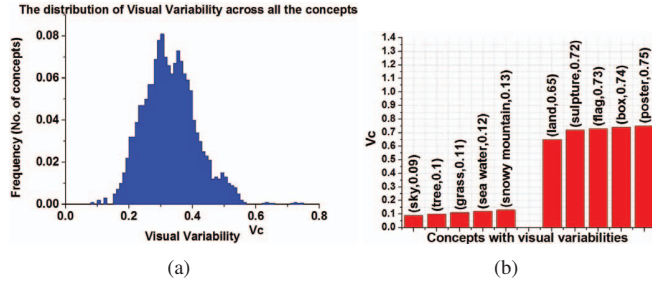 The distribution of Visual Variability across all the concepts
Frequency (No. of concepts)
0.08
0.06
0.04
0.02
0.00
0.0 0.2 0.4 0.6 0.8
Visual Variability Vc
(a)
Vc
1.4
1.3
1.2
1.1
1.0
0.9
0.8
0.7
0.6
0.5
0.4
0.3
0.2
0.1
0.0
(sky,0.09)
(tree,0.1)
(grass,0.11)
(sea water,0.12)
(snowy mountain,0.13)
(land,0.65)
(sulpture,0.72)
(flag,0.73)
(box,0.74)
(poster,0.75)
Concepts with visual variabilities
(b)